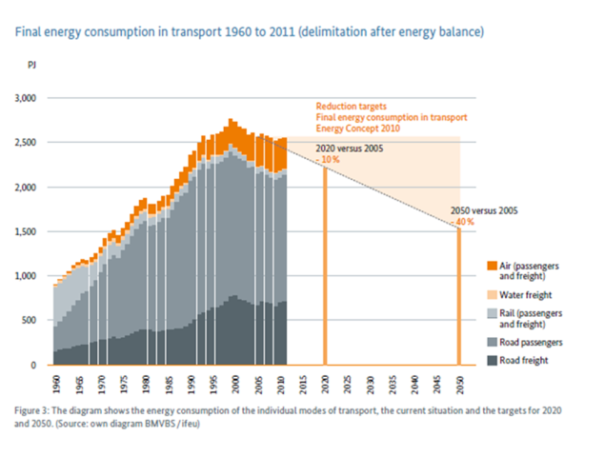 Final energy consumption in transport 1960 to 2011 (delimitation after energy balance)
PJ
3,000
2,500
2,000
1,500
1,000
500
0
Reduction targets
Final energy consumption in transport
Energy Concept 2010
2020 versus 2005
- 10 %
2050 versus 2005
- 40 %
Air (passengers
and freight)
Water freight
Rail (passengers
and freight)
Road passengers
Road freight
1960
1965
1970
1975
1980
1985
1990
1995
2000
2005
2010
2015
2020
2025
2030
2035
2040
2045
2050
Figure 3: The diagram shows the energy consumption of the individual modes of transport, the current situation and the targets for 2020
and 2050. (Source: own diagram BMVBS / ifeu)